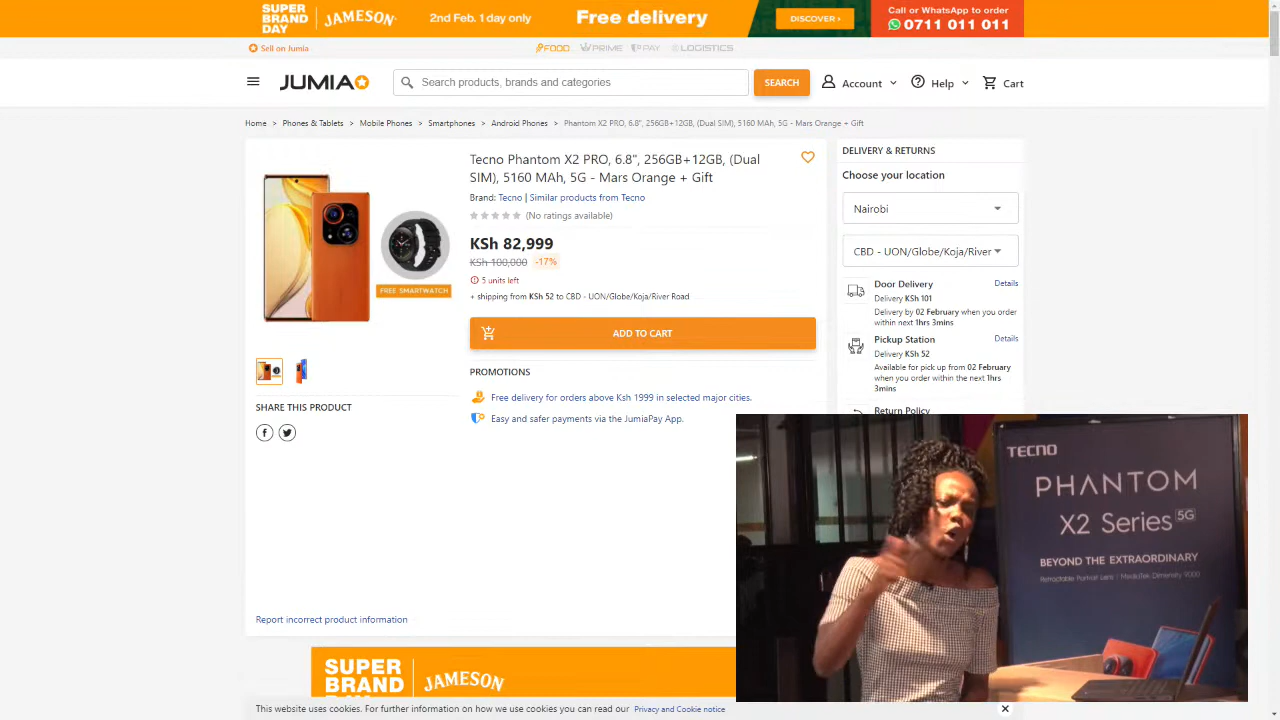 SUPER
BRAND
DAY
JAMESON
2nd Feb. 1 day only
Free delivery
DISCOVER ›
Call or WhatsApp to order
0711 011 011
Sell on Jumia
FOOD
PRIME
PAY
LOGISTICS
JUMIA
Search products, brands and categories
SEARCH
Account
Help
Cart
Home > Phones & Tablets > Mobile Phones > Smartphones > Android Phones > Phantom X2 PRO, 6.8", 256GB+12GB, (Dual SIM), 5160 MAh, 5G - Mars Orange + Gift
FREE SMARTWATCH
SHARE THIS PRODUCT
Report incorrect product information
Tecno Phantom X2 PRO, 6.8", 256GB+12GB, (Dual
SIM), 5160 MAh, 5G - Mars Orange + Gift
Brand: Tecno | Similar products from Tecno
(No ratings available)
KSh 82,999
KSh 100,000 -17%
5 units left
+ shipping from KSh 52 to CBD - UON/Globe/Koja/River Road
ADD TO CART
PROMOTIONS
Free delivery for orders above Ksh 1999 in selected major cities.
Easy and safer payments via the JumiaPay App.
DELIVERY & RETURNS
Choose your location
Nairobi
CBD - UON/Globe/Koja/River
Door Delivery
Details
Delivery KSh 101
Delivery by 02 February when you order
within next 1hrs 3mins
Pickup Station
Details
Delivery KSh 52
Available for pick up from 02 February
when you order within the next 1hrs
3mins
Return Policy
TECNO
PHANTOM
X2 Series 5G
BEYOND THE EXTRAORDINARY
Retractable Portrait Lens | MediaTek Dimensity 9000
SUPER
BRAND
DAY
JAMESON
This website uses cookies. For further information on how we use cookies you can read our Privacy and Cookie notice